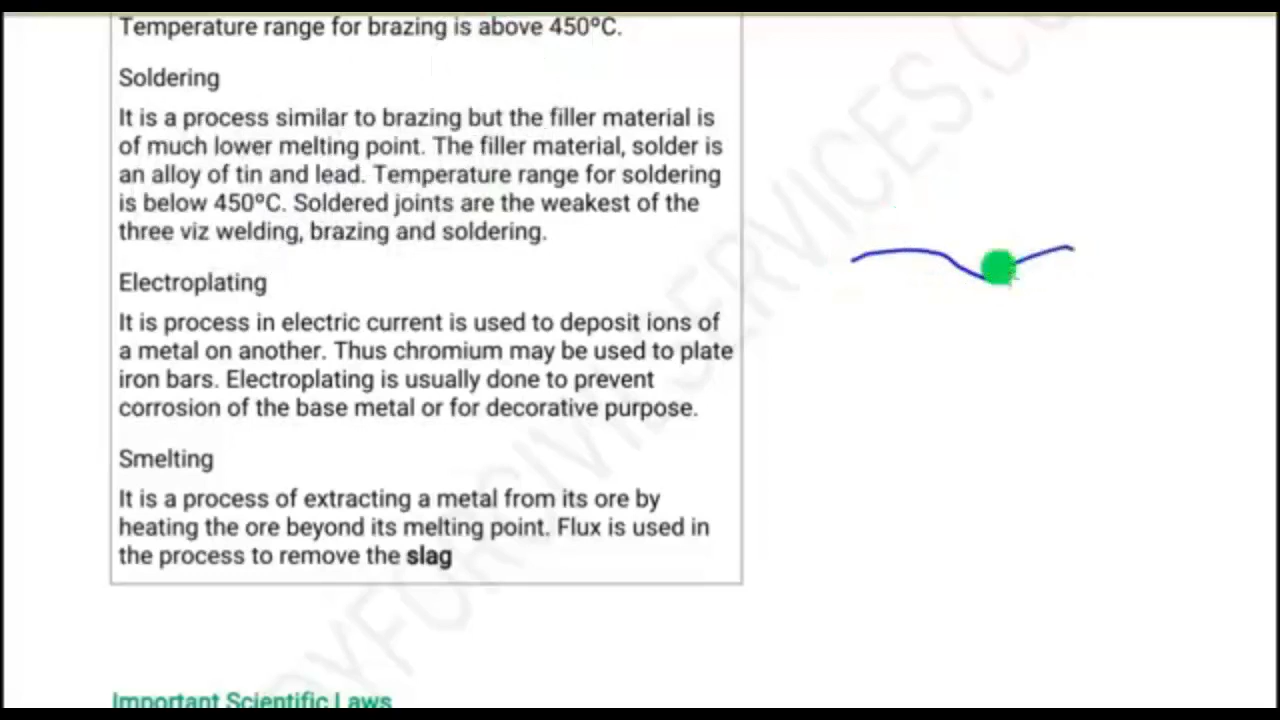 Temperature range for brazing is above 450ºC.
Soldering
It is a process similar to brazing but the filler material is
of much lower melting point. The filler material, solder is
an alloy of tin and lead. Temperature range for soldering
is below 450ºC. Soldered joints are the weakest of the
three viz welding, brazing and soldering.
Electroplating
It is process in electric current is used to deposit ions of
a metal on another. Thus chromium may be used to plate
iron bars. Electroplating is usually done to prevent
corrosion of the base metal or for decorative purpose.
Smelting
It is a process of extracting a metal from its ore by
heating the ore beyond its melting point. Flux is used in
the process to remove the slag
Important Scientific Laws
DYFORCIVILSERVICES.CO